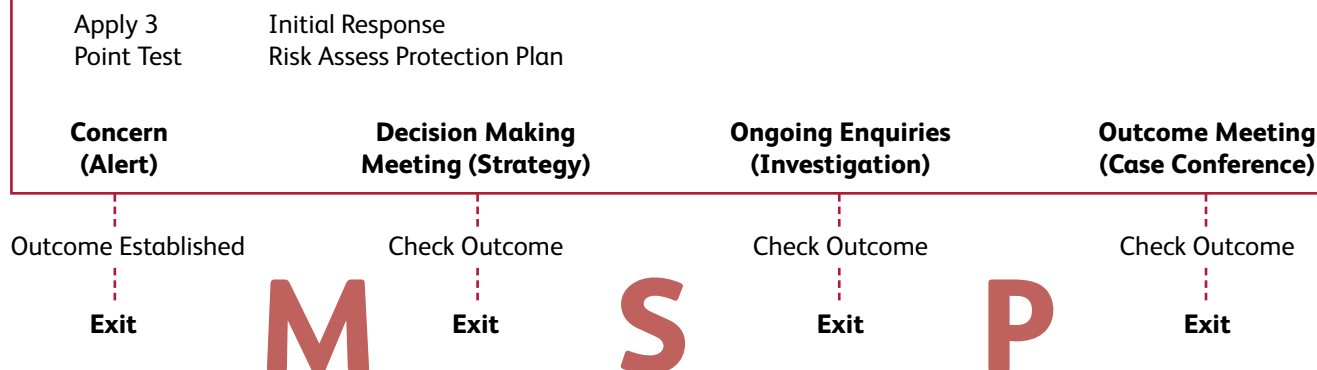 Apply 3 Initial Response
Point Test Risk Assess Protection Plan
Concern Decision Making Ongoing Enquiries Outcome Meeting
(Alert) Meeting (Strategy) (Investigation) (Case Conference)
Outcome Established Check Outcome Check Outcome Check Outcome
Exit M Exit S Exit P Exit